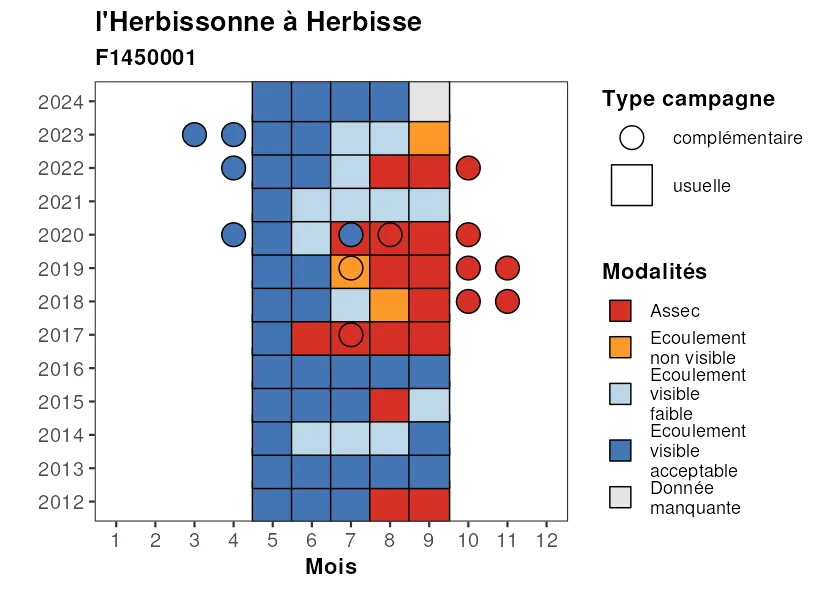 l'Herbissonne à Herbisse
F1450001
2024
2023
2022
2021
2020
2019
2018
2017
2016
2015
2014
2013
2012
1 2 3 4 5 6 7 8 9 10 11 12
Mois
Type campagne
complémentaire
usuelle
Modalités
Assec
Ecoulement
non visible
Ecoulement
visible
faible
Ecoulement
visible
acceptable
Donnée
manquante